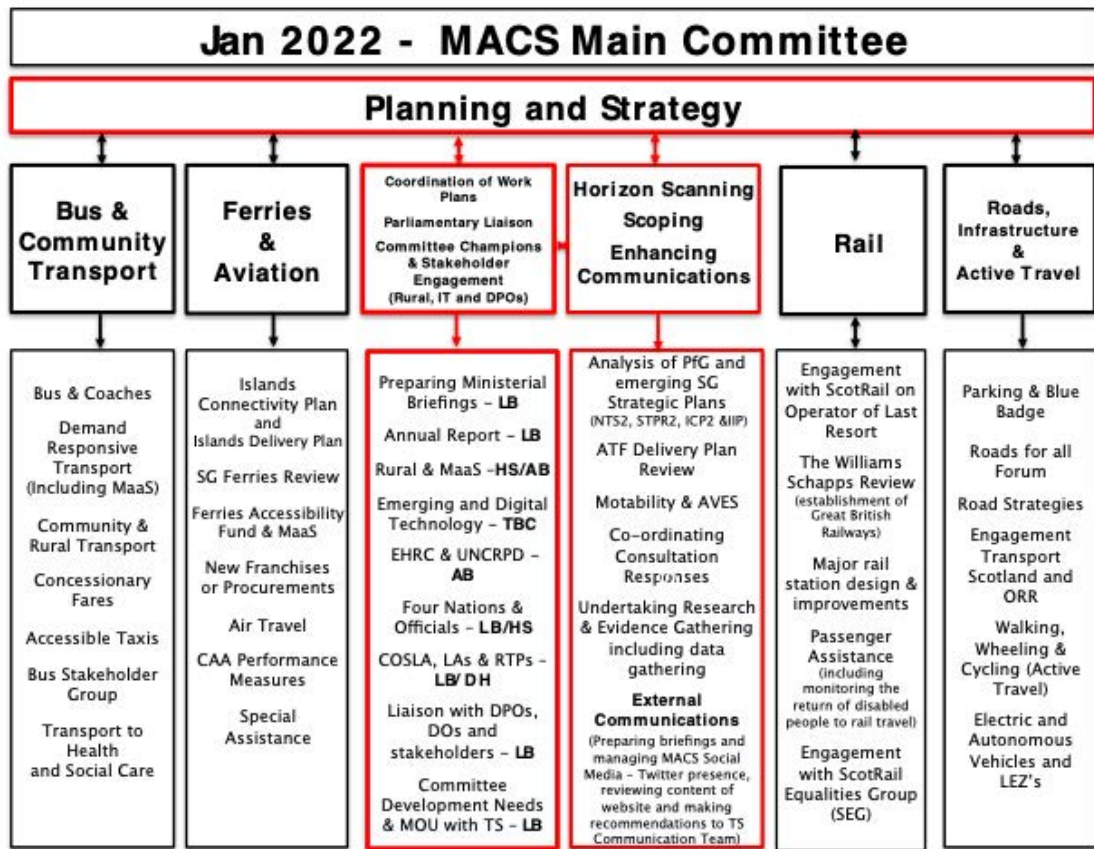 Jan 2022 - MACS Main Committee
Planning and Strategy
Bus &
Community
Transport
Ferries
&
Aviation
Coordination of Work
Plans
Parliamentary Liaison
Committee Champions
& Stakeholder
Engagement
(Rural, IT and DPOs)
Horizon Scanning
Scoping
Enhancing
Communications
Rail
Roads,
Infrastructure
&
Active Travel
Bus & Coaches
Demand
Responsive
Transport
(Including MaaS)
Community &
Rural Transport
Concessionary
Fares
Accessible Taxis
Bus Stakeholder
Group
Transport to
Health
and Social Care
Islands
Connectivity Plan
and
Islands Delivery Plan
SG Ferries Review
Ferries Accessibility
Fund & MaaS
New Franchises
or Procurements
Air Travel
CAA Performance
Measures
Special
Assistance
Preparing Ministerial
Briefings - LB
Annual Report - LB
Rural & MaaS -HS/AB
Emerging and Digital
Technology - TBC
EHRC & UNCRPD -
AB
Four Nations &
Officials - LB/HS
COSLA, LAs & RTPs -
LB/ DH
Liaison with DPOs,
DOs and
stakeholders - LB
Committee
Development Needs
& MOU with TS - LB
Analysis of PfG and
emerging SG
Strategic Plans
(NTS2, STPR2, ICP2 &IIP)
ATF Delivery Plan
Review
Motability & AVES
Co-ordinating
Consultation
Responses
Undertaking Research
& Evidence Gathering
including data
gathering
External
Communications
(Preparing briefings and
managing MACS Social
Media - Twitter presence,
reviewing content of
website and making
recommendations to TS
Communication Team)
Engagement
with ScotRail on
Operator of Last
Resort
The Williams
Schapps Review
(establishment of
Great British
Railways)
Major rail
station design &
improvements
Passenger
Assistance
(including
monitoring the
return of disabled
people to rail travel)
Engagement
with ScotRail
Equalities Group
(SEG)
Parking & Blue
Badge
Roads for all
Forum
Road Strategies
Engagement
Transport
Scotland and
ORR
Walking,
Wheeling &
Cycling (Active
Travel)
Electric and
Autonomous
Vehicles and
LEZ's